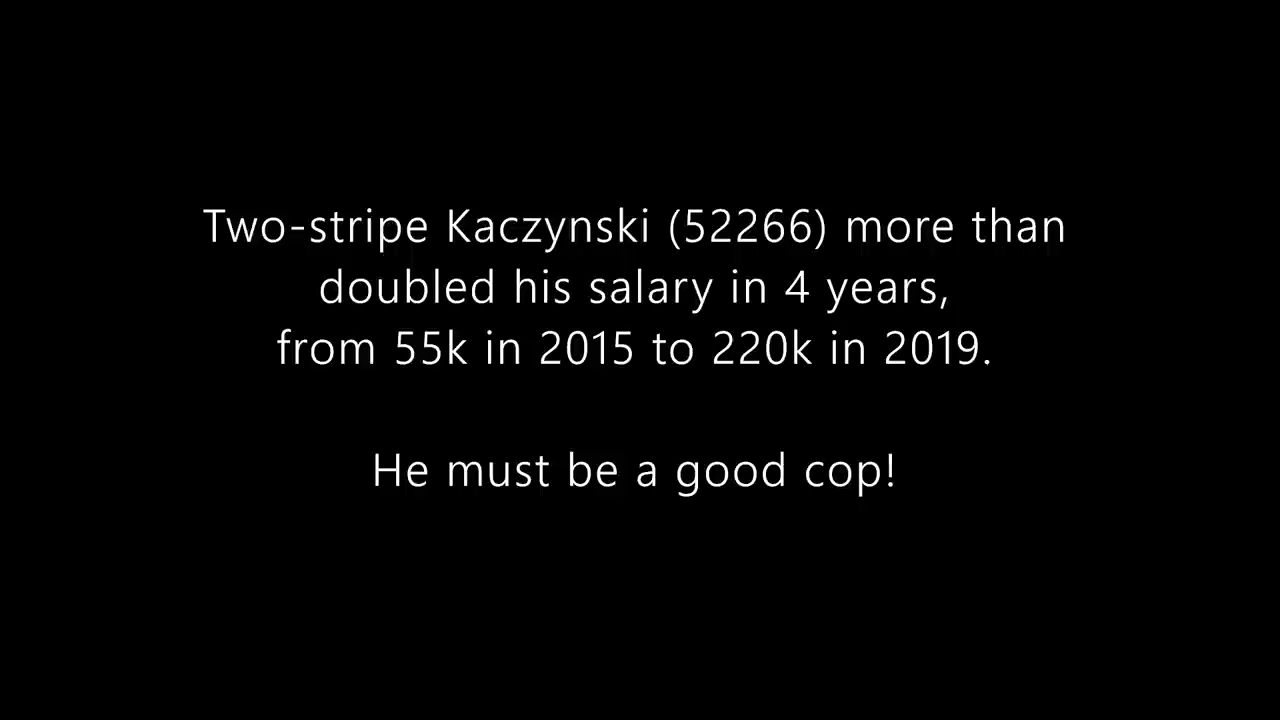 Two-stripe Kaczynski (52266) more than
doubled his salary in 4 years,
from 55k in 2015 to 220k in 2019.
He must be a good cop!